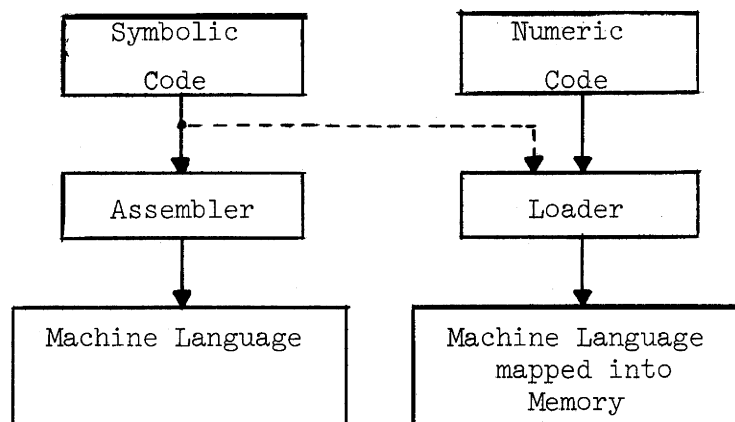 Symbolic
Code
Numeric
Code
Assembler
Loader
Machine Language
Machine Language
mapped into
Memory